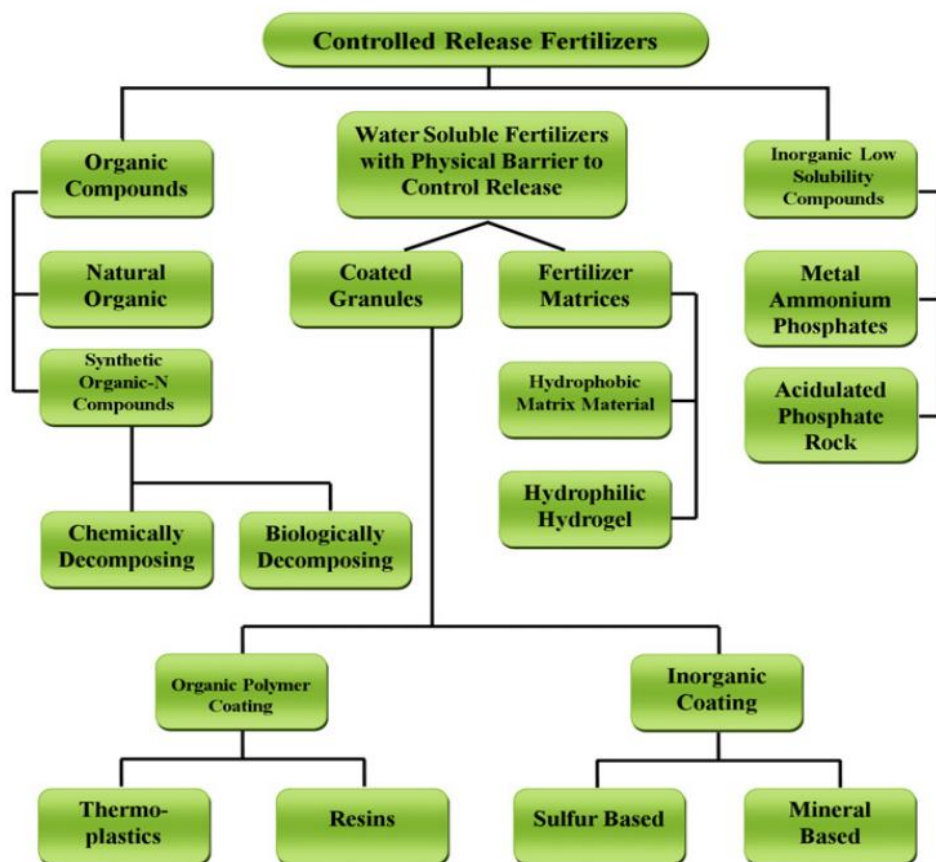 Controlled Release Fertilizers
Organic
Compounds
Water Soluble Fertilizers
with Physical Barrier to
Control Release
Inorganic Low
Solubility
Compounds
Natural
Organic
Coated
Granules
Fertilizer
Matrices
Metal
Ammonium
Phosphates
Synthetic
Organic-N
Compounds
Hydrophobic
Matrix Material
Acidulated
Phosphate
Rock
Chemically
Decomposing
Biologically
Decomposing
Hydrophilic
Hydrogel
Organic Polymer
Coating
Inorganic
Coating
Thermo-
plastics
Resins
Sulfur Based
Mineral
Based